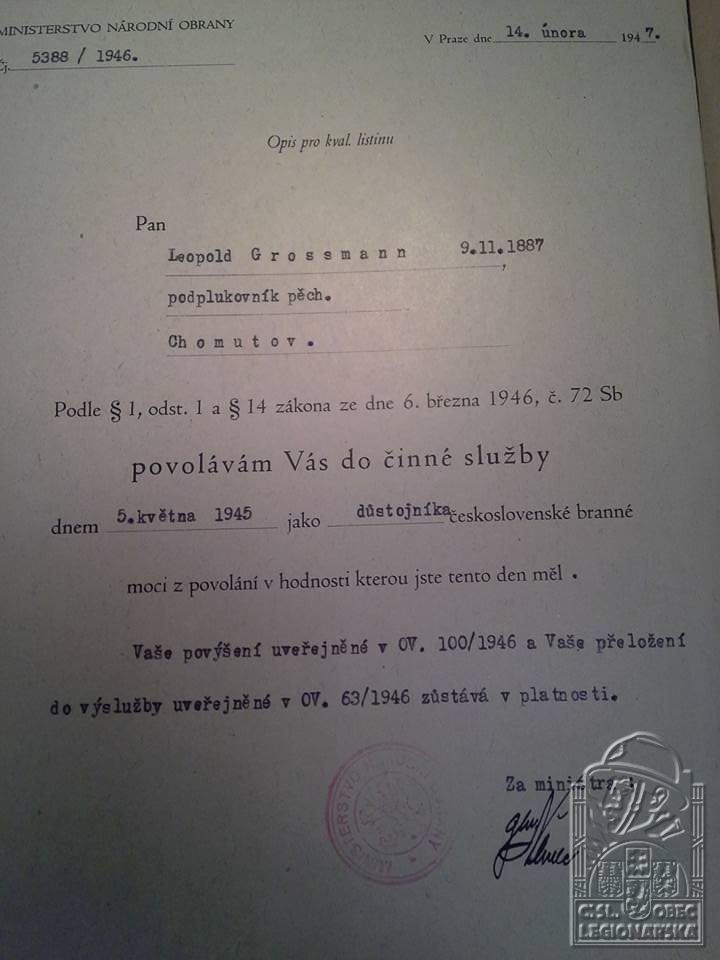 MINISTERSTVO NÁRODNÍ OBRANY
Čj. 5388 / 1946.
V Praze dne 14. února 1947.
Opis pro kval. listinu
Pan
Leopold Grossmann 9.11.1887
podplukovník pěch.
Chomutov.
Podle § 1, odst. 1 a § 14 zákona ze dne 6. března 1946, č. 72 Sb
povolávám Vás do činné služby
dnem 5.května 1945 jako důstojníka československé branné
moci z povolání v hodnosti kterou jste tento den měl .
Vaše povýšení uveřejněné v OV. 100/1946 a Vaše přeložení
do výslužby uveřejněné v OV. 63/1946 zůstává v platnosti.
Za ministra:
MINISTERSTVO NÁRODNÍ OBRANY
ČSL. OBEC
LEGIONÁŘSKÁ